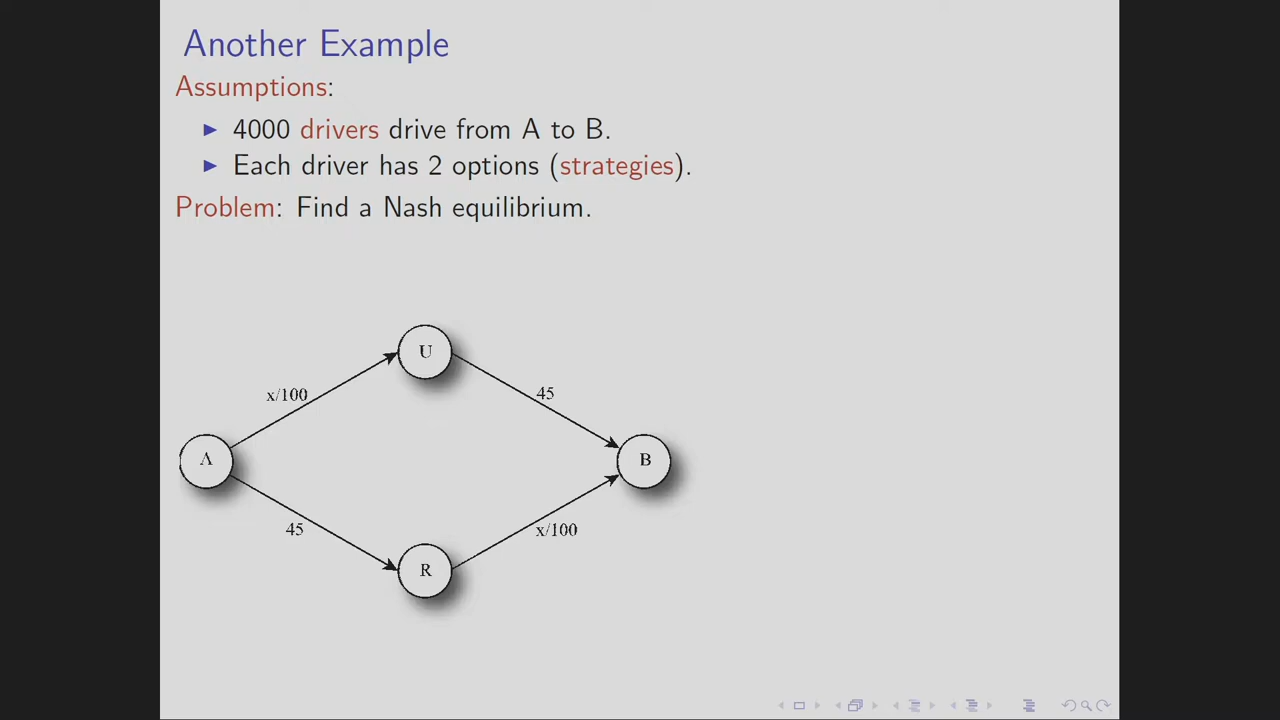 Another Example
Assumptions:
▶ 4000 drivers drive from A to B.
▶ Each driver has 2 options (strategies).
Problem: Find a Nash equilibrium.
U
x/100
45
A
B
45
x/100
R